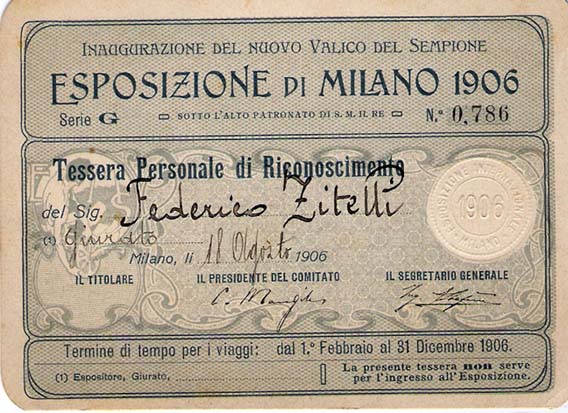 INAUGURAZIONE DEL NUOVO VALICO DEL SEMPIONE
ESPOSIZIONE DI MILANO 1906
Serie G SOTTO L'ALTO PATRONATO DI S. M. IL RE N.° 0,786
Tessera Personale di Riconoscimento
del Sig. Federico Zitelli
(1) Giurato
Milano, li 18 Agosto 1906
1906
IL TITOLARE IL PRESIDENTE DEL COMITATO IL SEGRETARIO GENERALE
Termine di tempo per i viaggi: dal 1.° Febbraio al 31 Dicembre 1906.
(1) Espositore, Giurato,
La presente tessera non serve
per l'ingresso all'Esposizione.